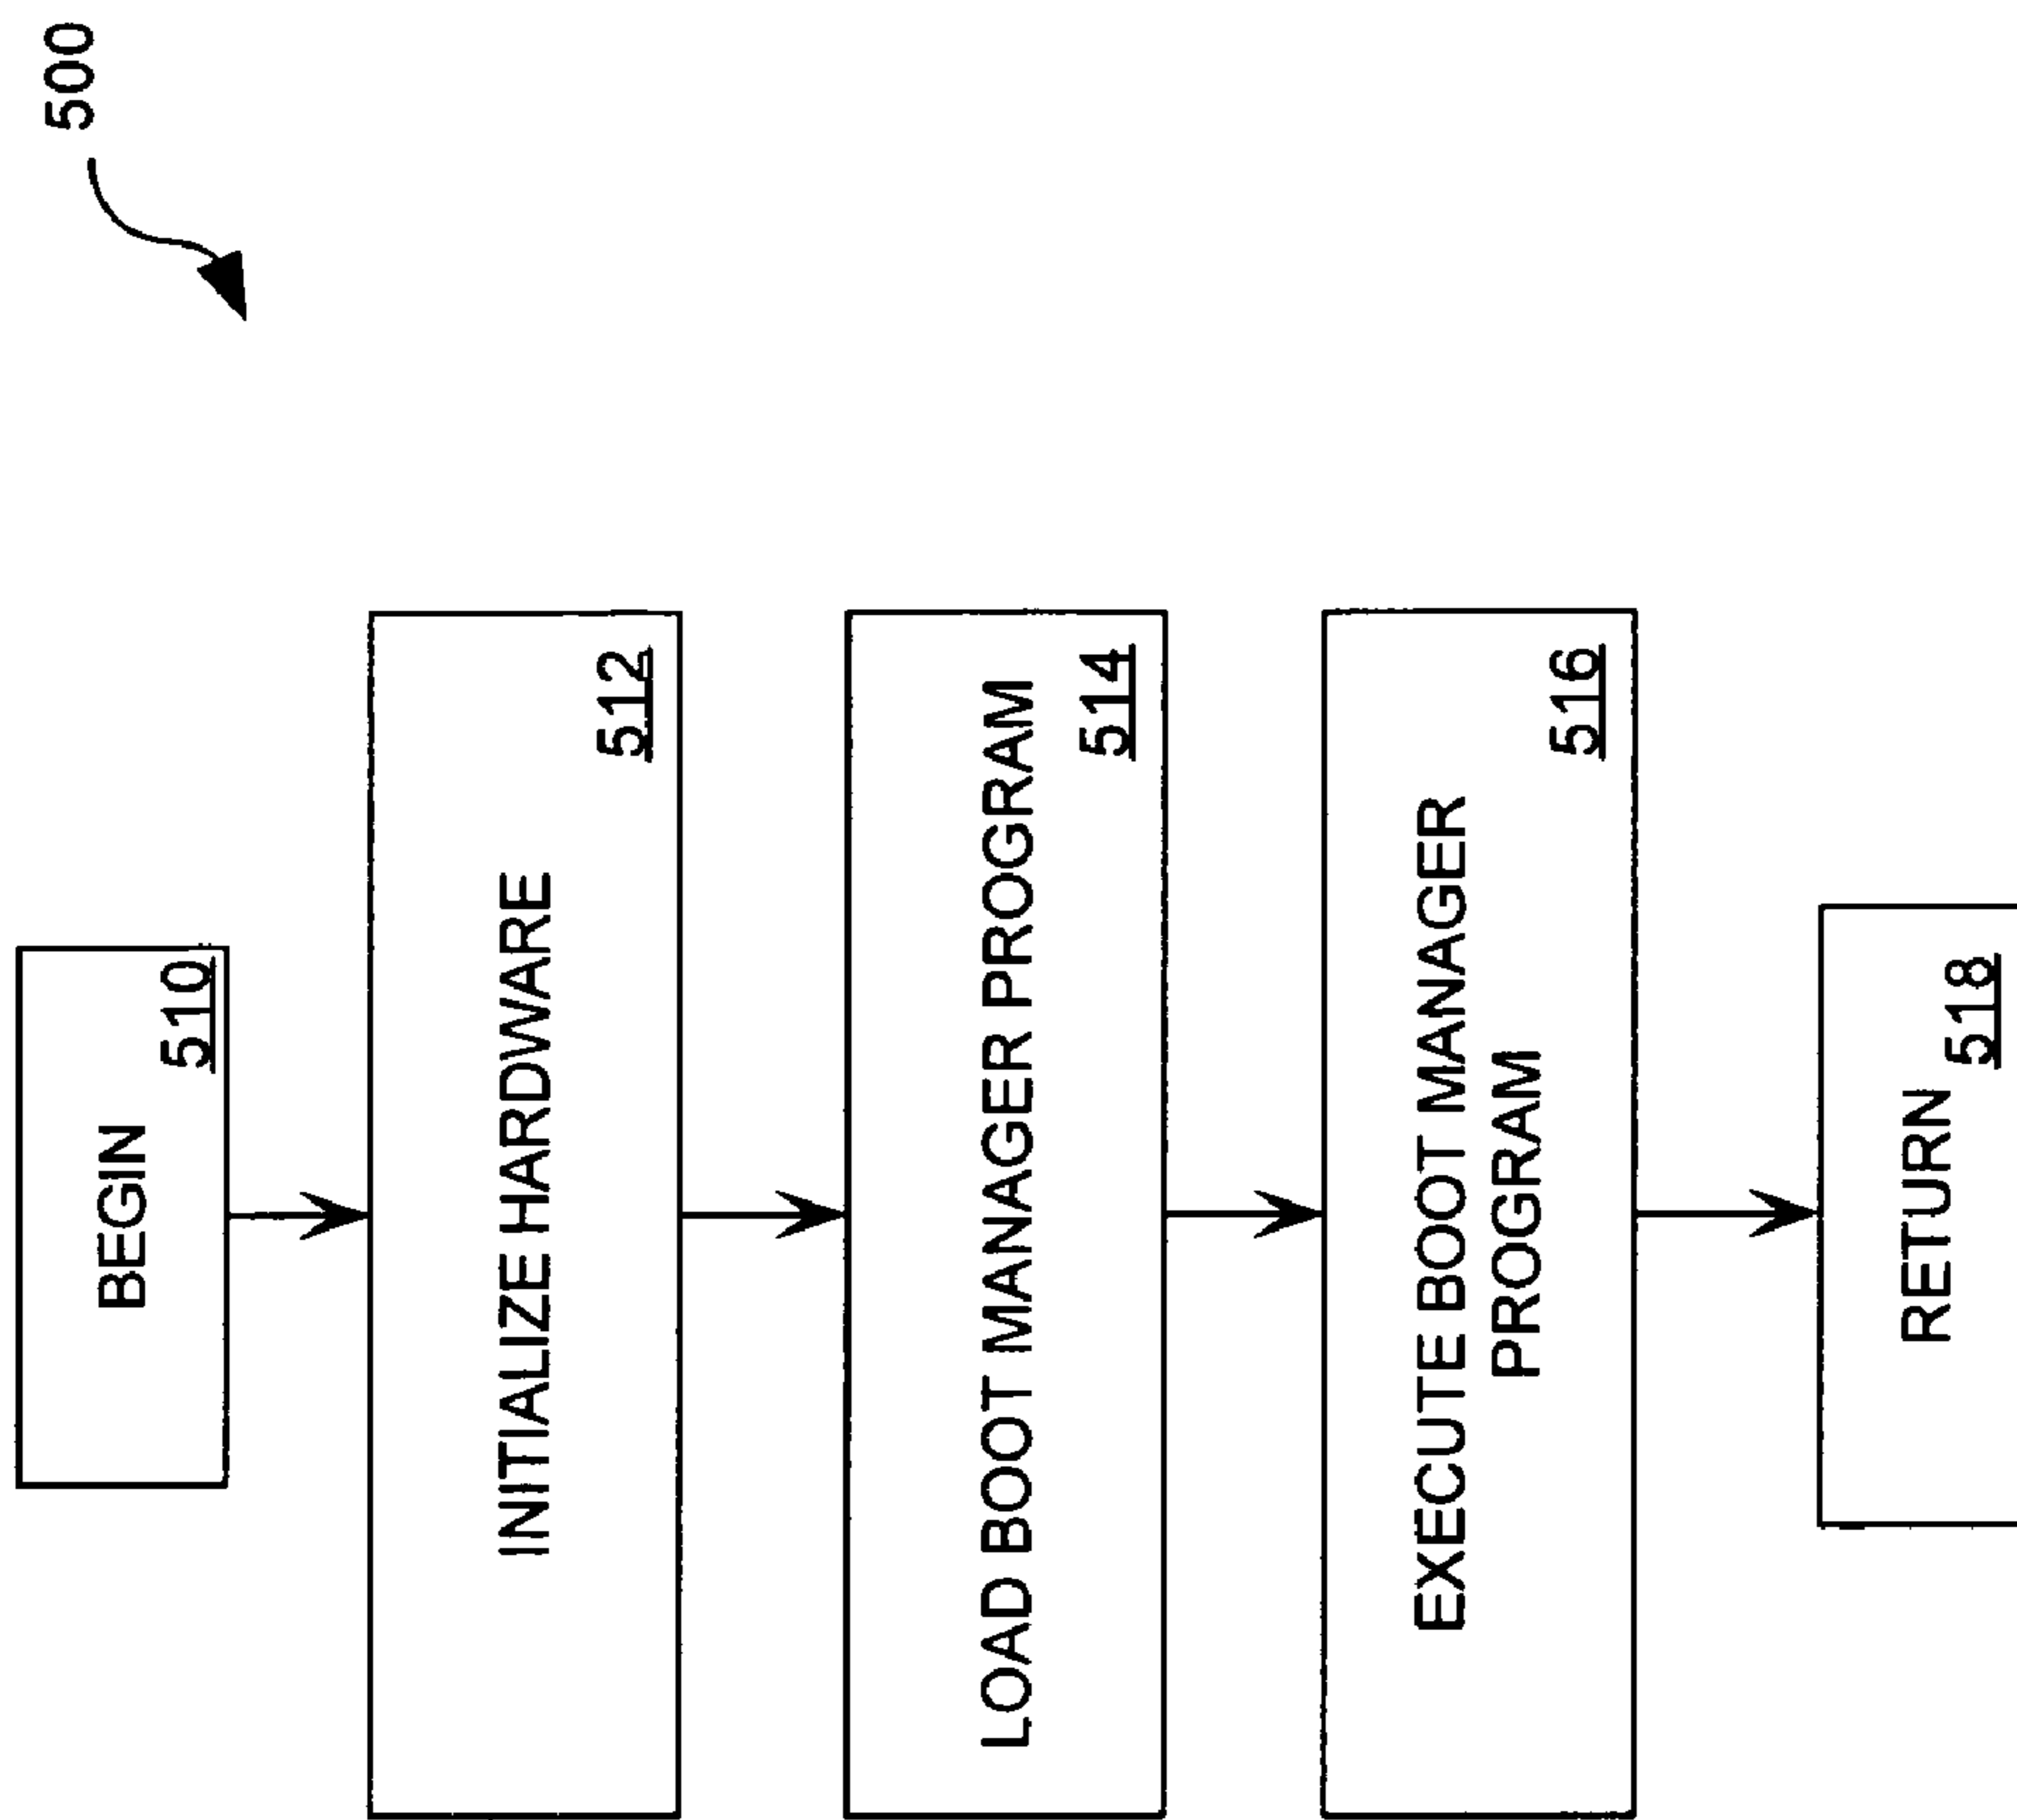 500
BEGIN
510
INITIALIZE HARDWARE
512
LOAD BOOT MANAGER PROGRAM
514
EXECUTE BOOT MANAGER
PROGRAM
516
RETURN
518